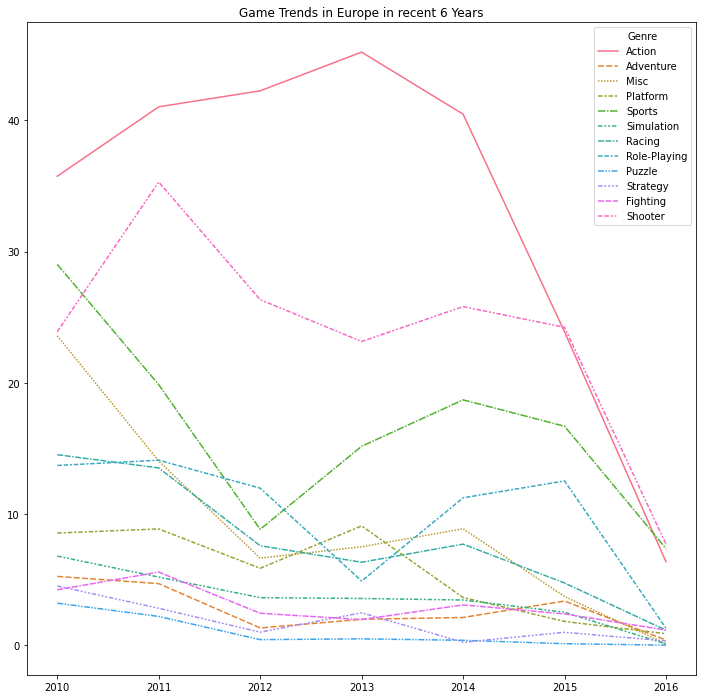 Game Trends in Europe in recent 6 Years
Genre
Action
Adventure
Misc
Platform
Sports
Simulation
Racing
Role-Playing
Puzzle
Strategy
Fighting
Shooter
40
30
20
10
0
2010 2011 2012 2013 2014 2015 2016